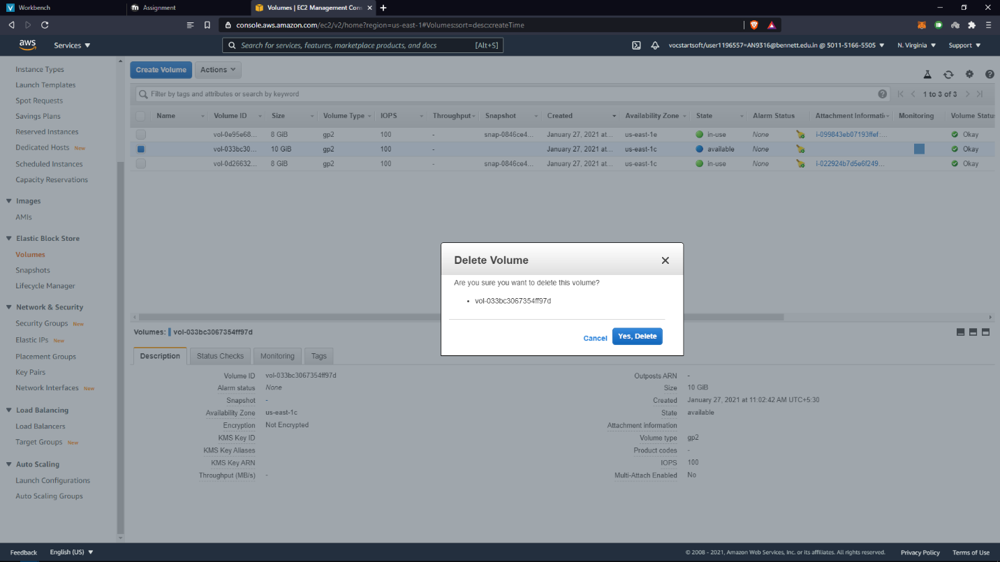 Workbench
Assignment
Volumes | EC2 Management Con
console.aws.amazon.com/ec2/v2/home?region=us-east-1#Volumes:sort=desc:createTime
aws Services Search for services, features, marketplace products, and docs [Alt+S] vocstartsoft/user1196557=AN9316@bennett.edu.in @ 5011-5166-5505 N. Virginia Support
Instance Types
Launch Templates
Spot Requests
Savings Plans
Reserved Instances
Dedicated Hosts New
Scheduled Instances
Capacity Reservations
Images
AMIs
Elastic Block Store
Volumes
Snapshots
Lifecycle Manager
Network & Security
Security Groups New
Elastic IPs New
Placement Groups
Key Pairs
Network Interfaces New
Load Balancing
Load Balancers
Target Groups New
Auto Scaling
Launch Configurations
Auto Scaling Groups
Create Volume Actions
Filter by tags and attributes or search by keyword 1 to 3 of 3
Name Volume ID Size Volume Type IOPS Throughput Snapshot Created Availability Zone State Alarm Status Attachment Informati Monitoring Volume Status
vol-0e95e68... 8 GiB gp2 100 - snap-0846ce4... January 27, 2021 at... us-east-1e in-use None i-099843eb07193ffef:... Okay
vol-033bc30... 10 GiB gp2 100 - January 27, 2021 at... us-east-1c available None Okay
vol-0d26632... 8 GiB gp2 100 - snap-0846ce4... January 27, 2021 at... us-east-1c in-use None i-022924b7d5e6f249... Okay
Delete Volume
Are you sure you want to delete this volume?
• vol-033bc3067354ff97d
Cancel Yes, Delete
Volumes: vol-033bc3067354ff97d
Description Status Checks Monitoring Tags
Volume ID vol-033bc3067354ff97d
Alarm status None
Snapshot -
Availability Zone us-east-1c
Encryption Not Encrypted
KMS Key ID
KMS Key Aliases
KMS Key ARN
Throughput (MB/s) -
Outposts ARN -
Size 10 GiB
Created January 27, 2021 at 11:02:42 AM UTC+5:30
State available
Attachment information
Volume type gp2
Product codes -
IOPS 100
Multi-Attach Enabled No
Feedback English (US) © 2008 - 2021, Amazon Web Services, Inc. or its affiliates. All rights reserved. Privacy Policy Terms of Use